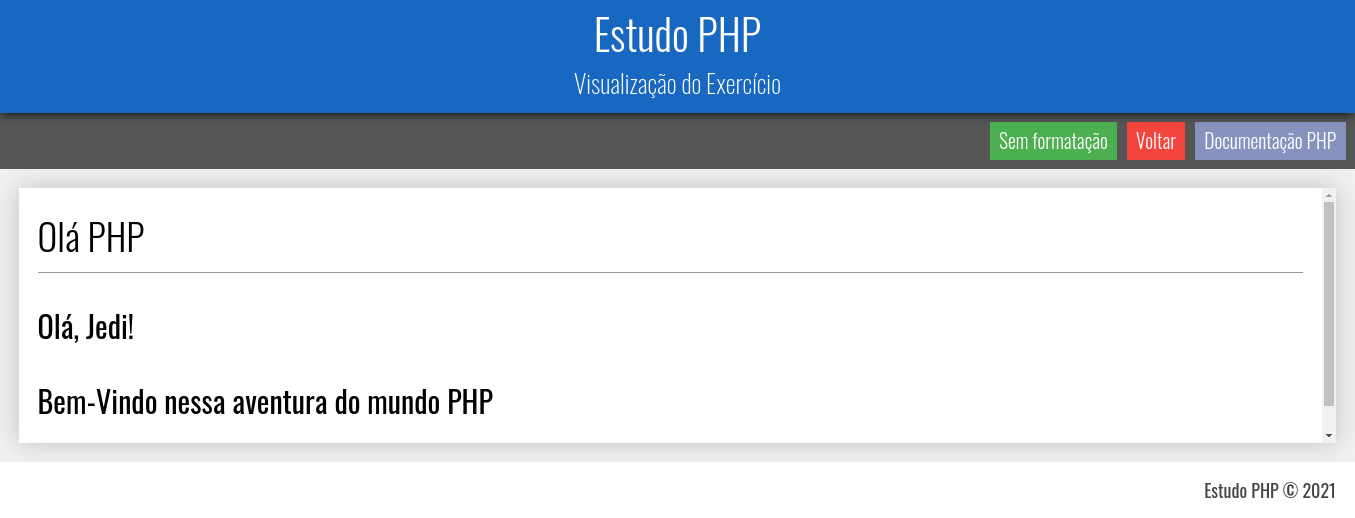 Estudo PHP
Visualização do Exercício
Sem formatação Voltar Documentação PHP
Olá PHP
Olá, Jedi!
Bem-Vindo nessa aventura do mundo PHP
Estudo PHP © 2021